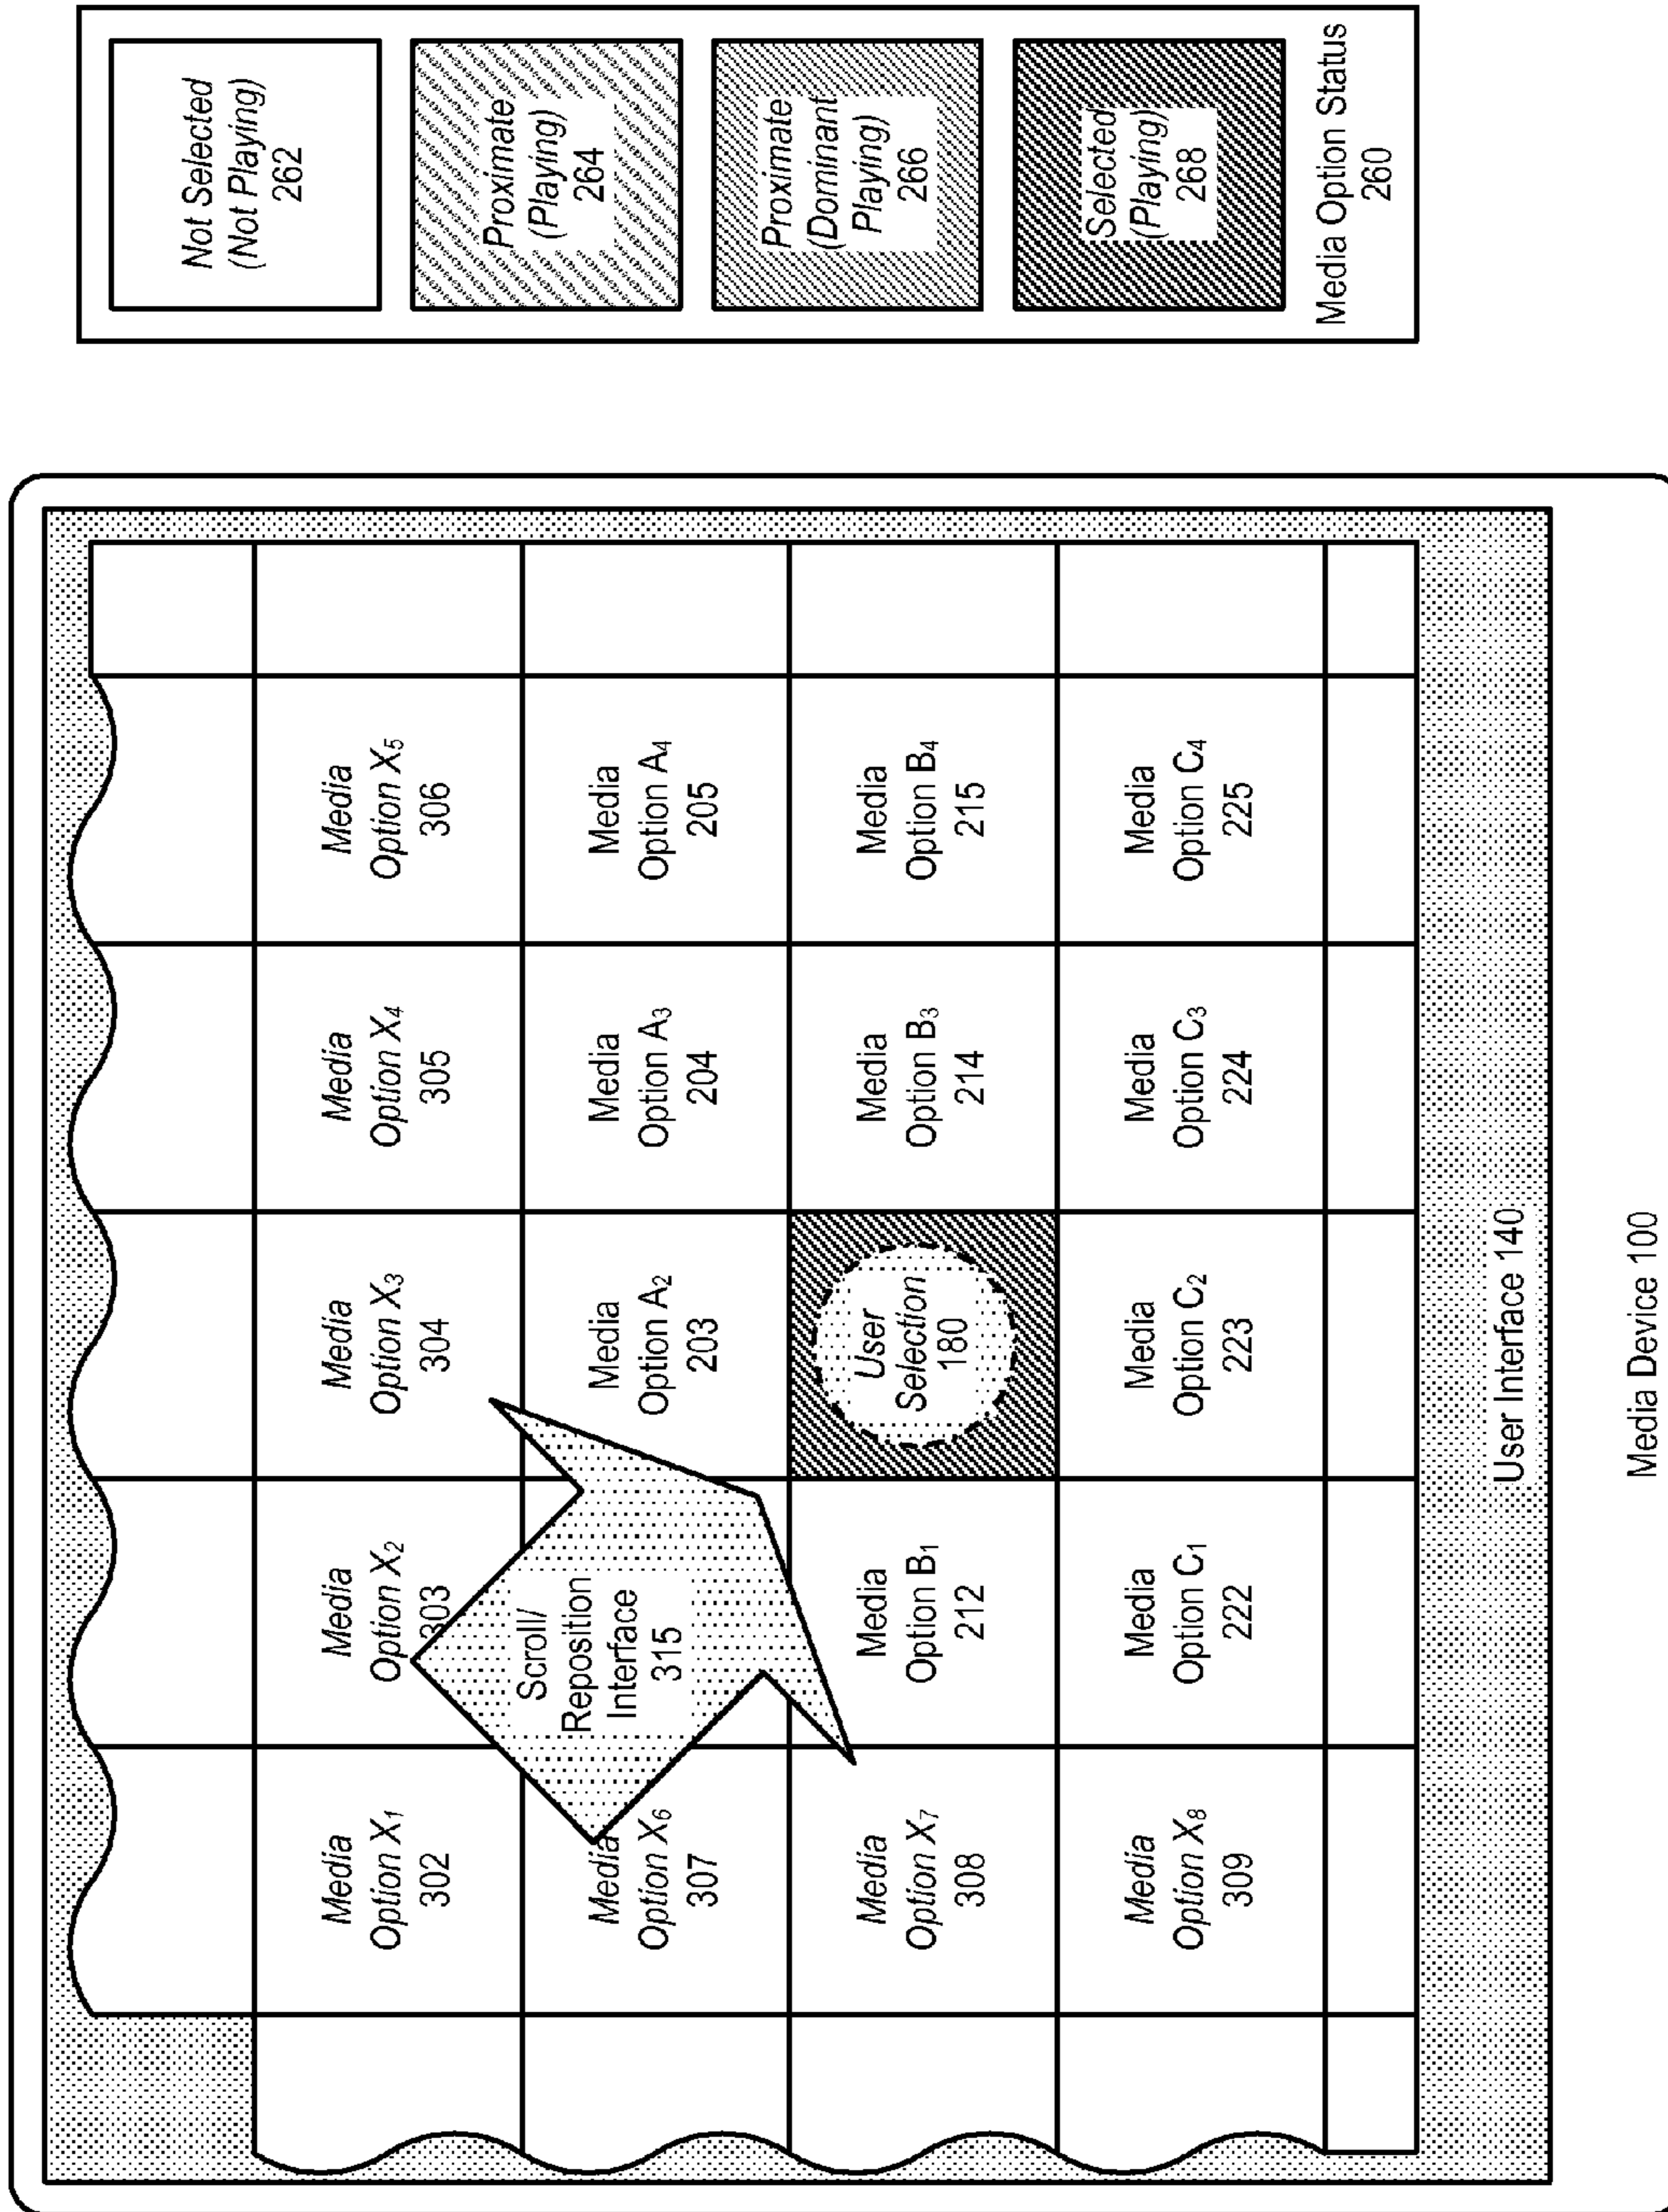 Media
Option X1
302
Media
Option X2
303
Media
Option X3
304
Media
Option X4
305
Media
Option X5
306
Media
Option X6
307
Scroll/
Reposition
Interface
315
Media
Option A2
203
Media
Option A3
204
Media
Option A4
205
Media
Option X7
308
Media
Option B1
212
User
Selection
180
Media
Option B3
214
Media
Option B4
215
Media
Option X8
309
Media
Option C1
222
Media
Option C2
223
Media
Option C3
224
Media
Option C4
225
User Interface 140
Media Device 100
Not Selected
(Not Playing)
262
Proximate
(Playing)
264
Proximate
(Dominant
Playing)
266
Selected
(Playing)
268
Media Option Status
260